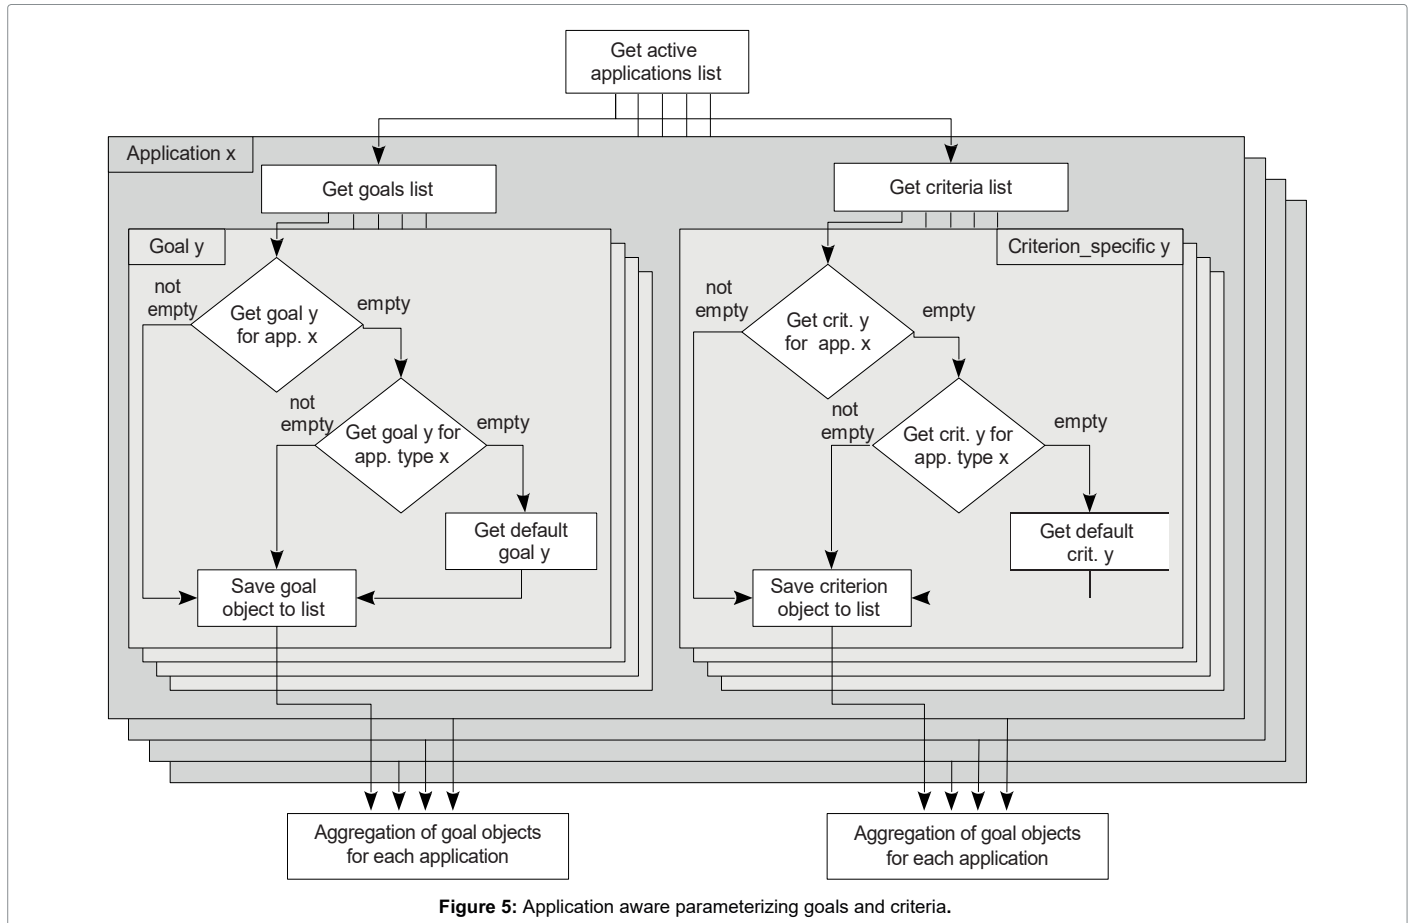 Get active
applications list
Application x
Get goals list
Get criteria list
Goal y
Criterion_specific y
not
empty
Get goal y
for app. x
empty
not
empty
Get goal y for
app. type x
empty
Get default
goal y
Save goal
object to list
not
empty
Get crit. y
for app. x
empty
not
empty
Get crit. y for
app. type x
empty
Get default
crit. y
Save criterion
object to list
Aggregation of goal objects
for each application
Aggregation of goal objects
for each application
Figure 5: Application aware parameterizing goals and criteria.